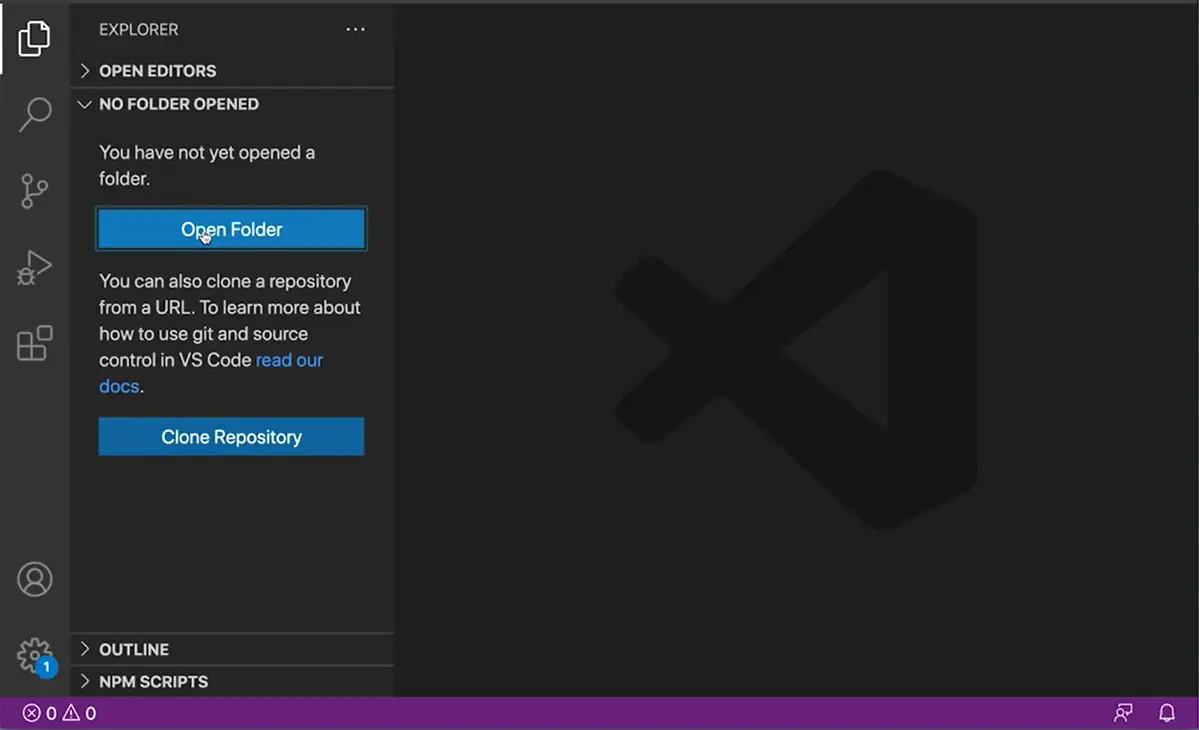 EXPLORER
OPEN EDITORS
NO FOLDER OPENED
You have not yet opened a
folder.
Open Folder
You can also clone a repository
from a URL. To learn more about
how to use git and source
control in VS Code read our
docs.
Clone Repository
OUTLINE
1
NPM SCRIPTS
0 0